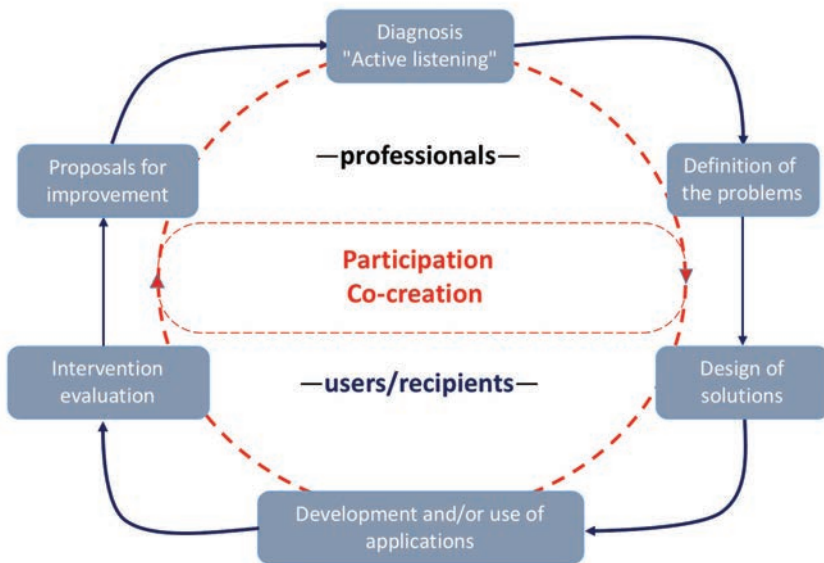 Diagnosis
"Active listening"
—professionals—
Proposals for
improvement
Definition of
the problems
Participation
Co-creation
Intervention
evaluation
—users/recipients—
Design of
solutions
Development and/or use of
applications